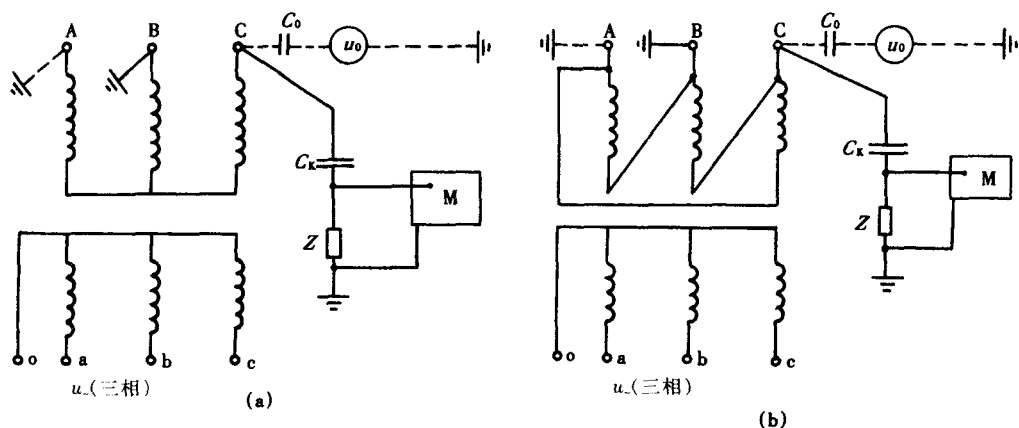 A B C C₀ u₀
Cₖ
M
Z
o a b c
u~(三相)
(a)
A B C C₀ u₀
Cₖ
M
Z
o a b c
u~(三相)
(b)